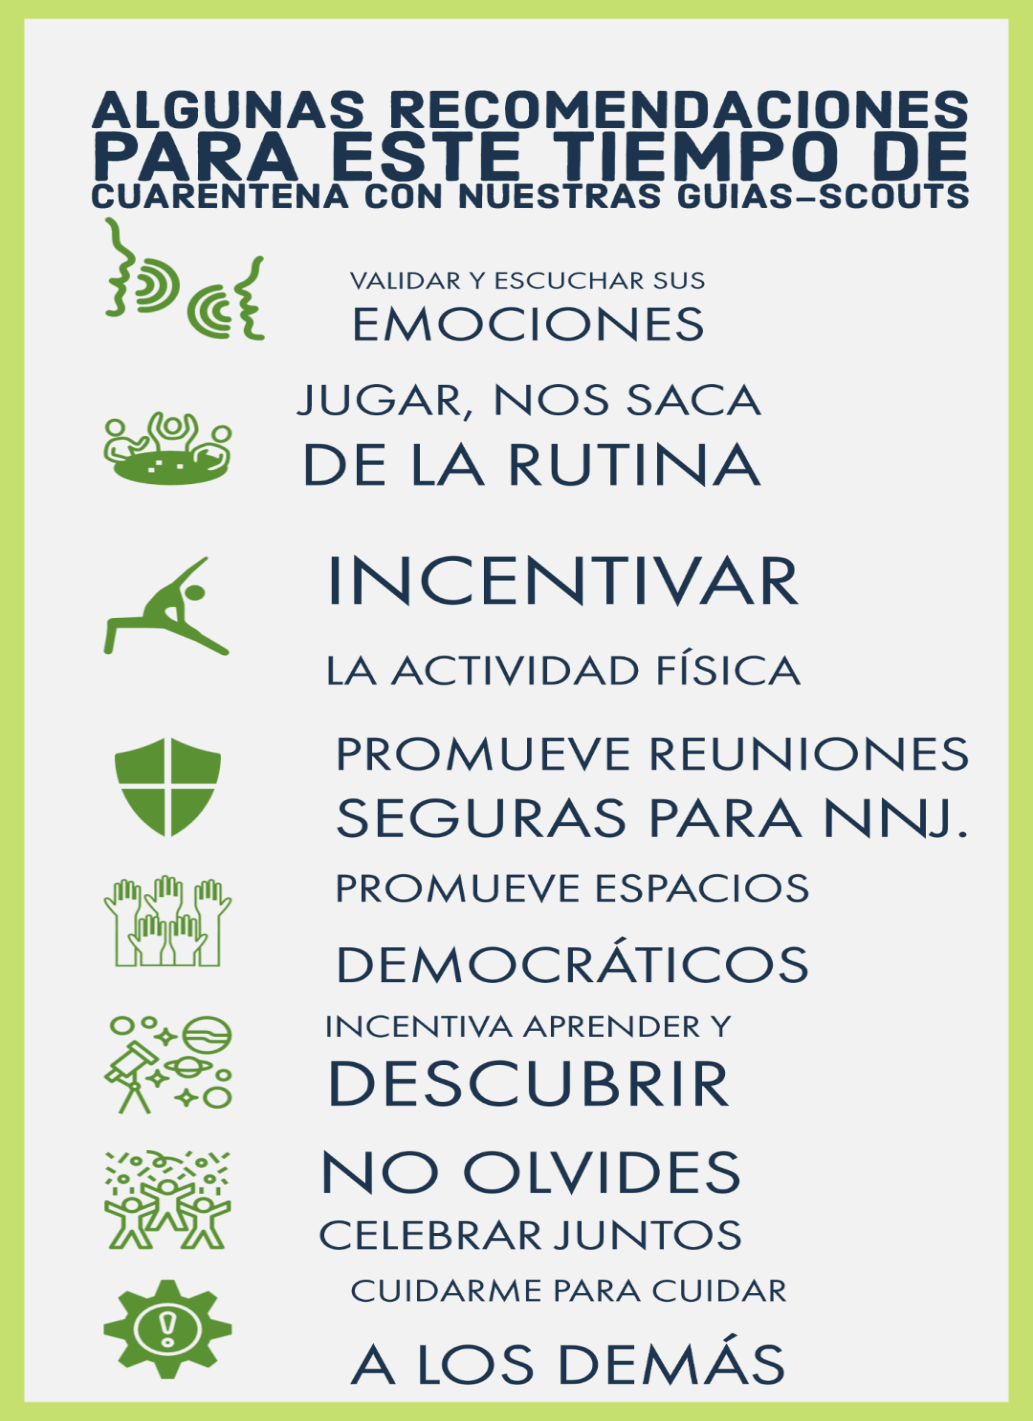 ALGUNAS RECOMENDACIONES
PARA ESTE TIEMPO DE
CUARENTENA CON NUESTRAS GUIAS-SCOUTS
VALIDAR Y ESCUCHAR SUS
EMOCIONES
JUGAR, NOS SACA
DE LA RUTINA
INCENTIVAR
LA ACTIVIDAD FÍSICA
PROMUEVE REUNIONES
SEGURAS PARA NNJ.
PROMUEVE ESPACIOS
DEMOCRÁTICOS
INCENTIVA APRENDER Y
DESCUBRIR
NO OLVIDES
CELEBRAR JUNTOS
CUIDARME PARA CUIDAR
A LOS DEMÁS